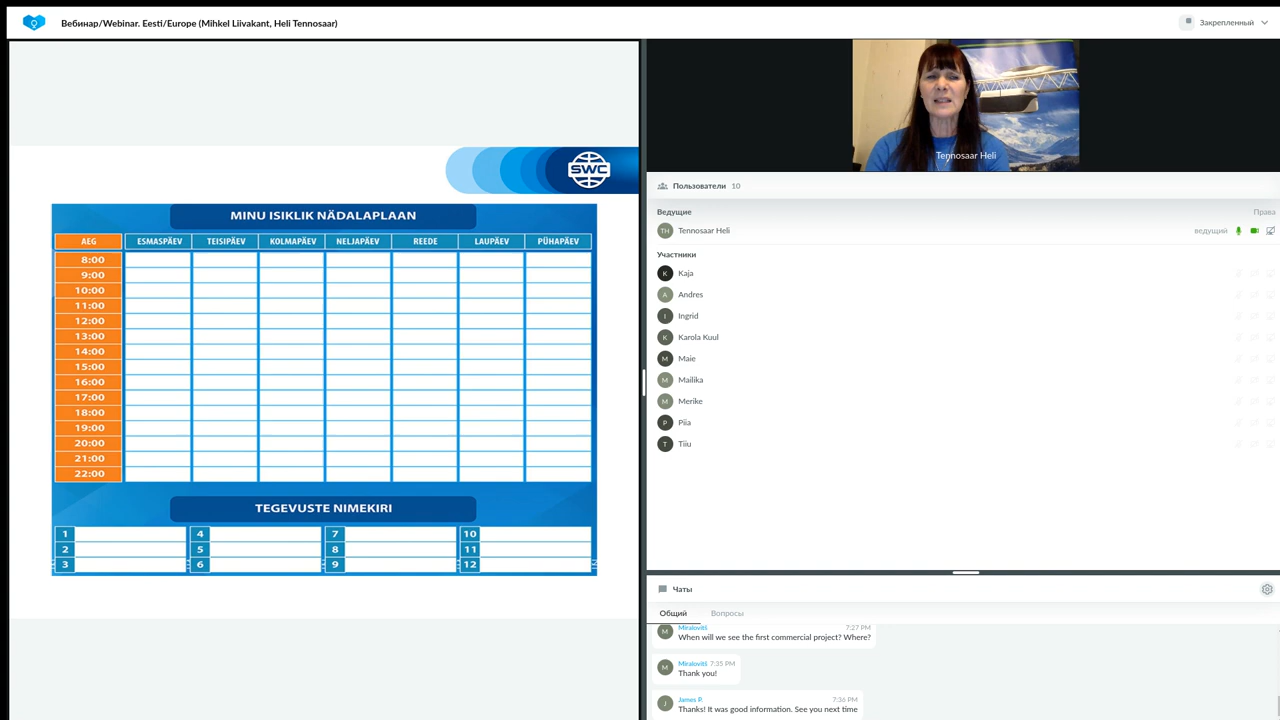 Вебинар/Webinar. Eesti/Europe (Mihkel Liivakant, Heli Tennosaar)
Закрепленный
SWC
MINU ISIKLIK NÄDALAPLAAN
AEG ESMASPÄEV TEISIPÄEV KOLMAPÄEV NELJAPÄEV REEDE LAUPÄEV PÜHAPÄEV
8:00
9:00
10:00
11:00
12:00
13:00
14:00
15:00
16:00
17:00
18:00
19:00
20:00
21:00
22:00
TEGEVUSTE NIMEKIRI
1 4 7 10
2 5 8 11
3 6 9 12
Tennosaar Heli
Пользователи 10
Ведущие Права
TH Tennosaar Heli ведущий
Участники
K Kaja
A Andres
I Ingrid
K Karola Kuul
M Maie
M Mailika
M Merike
P Piia
T Tiiu
Чаты
Общий Вопросы
M Miralovitš 7:27 PM
When will we see the first commercial project? Where?
M Miralovitš 7:35 PM
Thank you!
J James P. 7:36 PM
Thanks! It was good information. See you next time